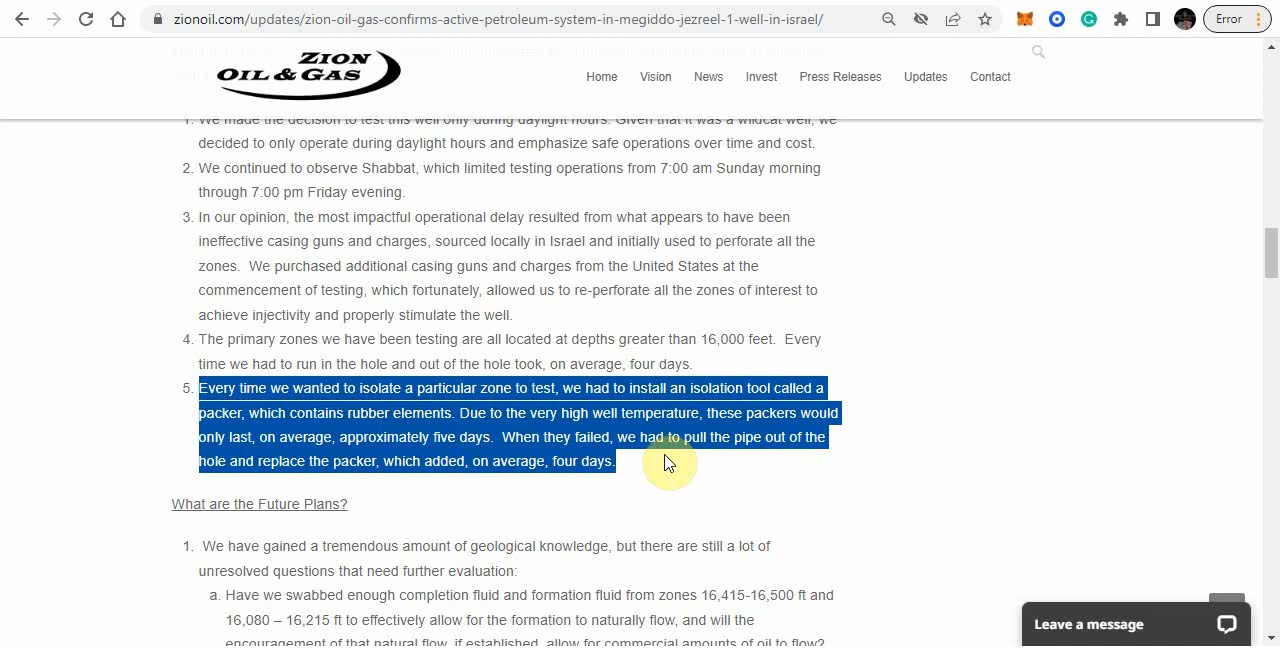 zionoil.com/updates/zion-oil-gas-confirms-active-petroleum-system-in-megiddo-jezreel-1-well-in-israel/
Error
ZION
OIL & GAS
Home Vision News Invest Press Releases Updates Contact
1. We made the decision to test this well only during daylight hours. Given that it was a wildcat well, we
decided to only operate during daylight hours and emphasize safe operations over time and cost.
2. We continued to observe Shabbat, which limited testing operations from 7:00 am Sunday morning
through 7:00 pm Friday evening.
3. In our opinion, the most impactful operational delay resulted from what appears to have been
ineffective casing guns and charges, sourced locally in Israel and initially used to perforate all the
zones.  We purchased additional casing guns and charges from the United States at the
commencement of testing, which fortunately, allowed us to re-perforate all the zones of interest to
achieve injectivity and properly stimulate the well.
4. The primary zones we have been testing are all located at depths greater than 16,000 feet.  Every
time we had to run in the hole and out of the hole took, on average, four days.
5. Every time we wanted to isolate a particular zone to test, we had to install an isolation tool called a
packer, which contains rubber elements. Due to the very high well temperature, these packers would
only last, on average, approximately five days.  When they failed, we had to pull the pipe out of the
hole and replace the packer, which added, on average, four days.
What are the Future Plans?
1. We have gained a tremendous amount of geological knowledge, but there are still a lot of
unresolved questions that need further evaluation:
a. Have we swabbed enough completion fluid and formation fluid from zones 16,415-16,500 ft and
16,080 – 16,215 ft to effectively allow for the formation to naturally flow, and will the
encouragement of that natural flow, if established, allow for commercial amounts of oil to flow?
Leave a message